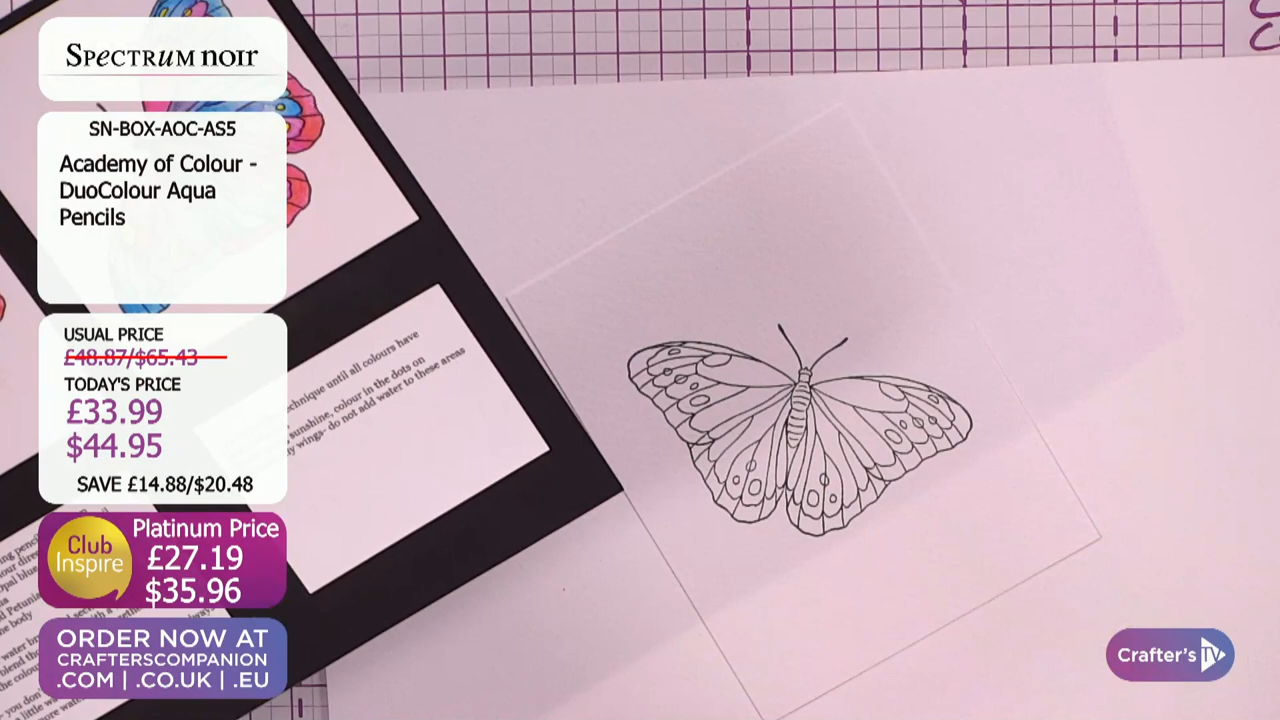 SPECTRUM NOIR
SN-BOX-AOC-AS5
Academy of Colour -
DuoColour Aqua
Pencils
USUAL PRICE
£48.87/$65.43
TODAY'S PRICE
£33.99
$44.95
SAVE £14.88/$20.48
Club
Inspire
Platinum Price
£27.19
$35.96
ORDER NOW AT
CRAFTERSCOMPANION
.COM | .CO.UK | .EU
technique until all colours have
sunshine, colour in the dots on
wings- do not add water to these areas
Crafter's TV